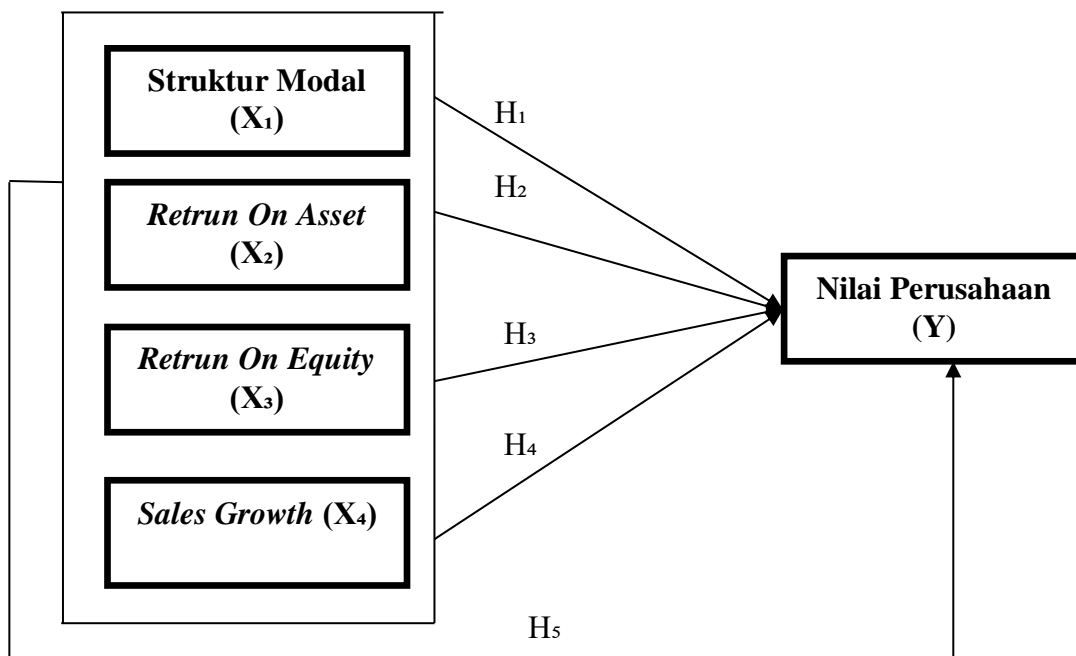 Struktur Modal
(X₁)
H₁
H₂
Retrun On Asset
(X₂)
Nilai Perusahaan
(Y)
Retrun On Equity
(X₃)
H₃
H₄
Sales Growth (X₄)
H₅